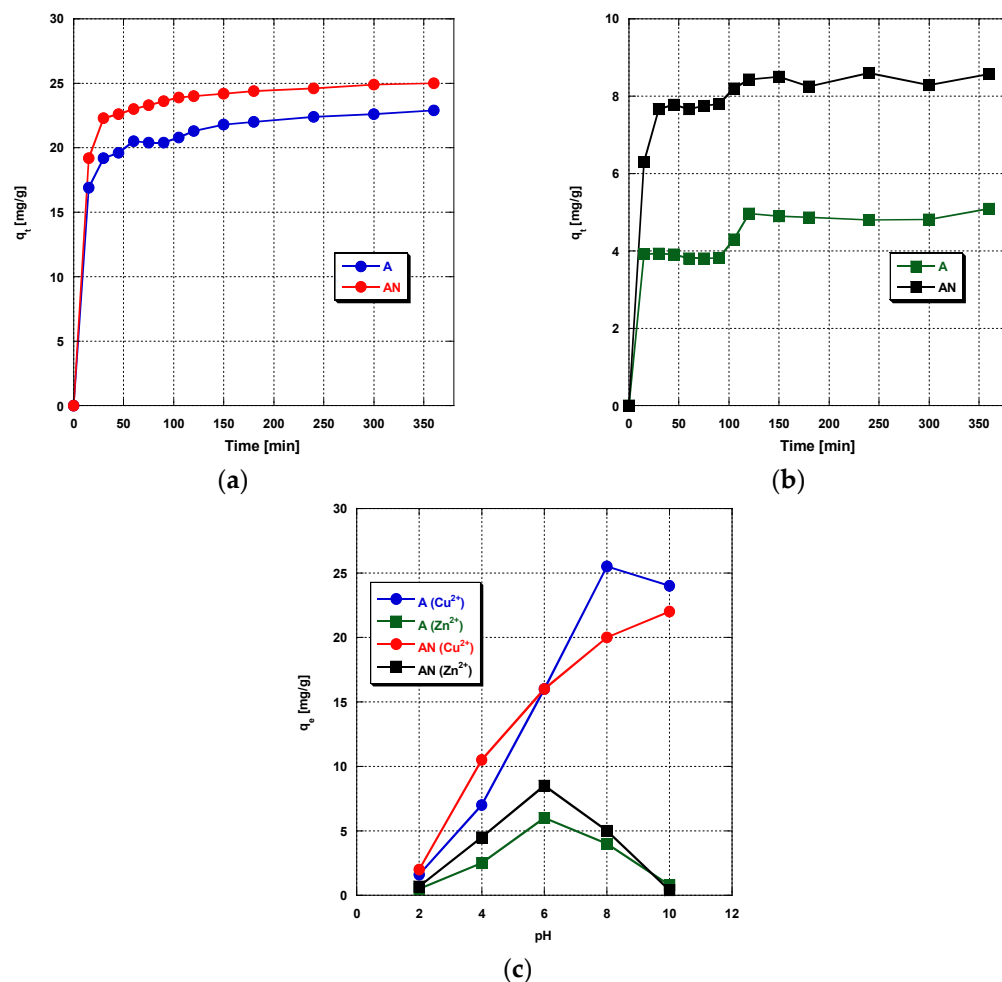 30
25
20
15
10
5
0
qt [mg/g]
A
AN
0 50 100 150 200 250 300 350
Time [min]
(a)
10
8
6
4
2
0
qt [mg/g]
A
AN
0 50 100 150 200 250 300 350
Time [min]
(b)
30
25
20
15
10
5
0
qe [mg/g]
A (Cu²⁺)
A (Zn²⁺)
AN (Cu²⁺)
AN (Zn²⁺)
0 2 4 6 8 10 12
pH
(c)